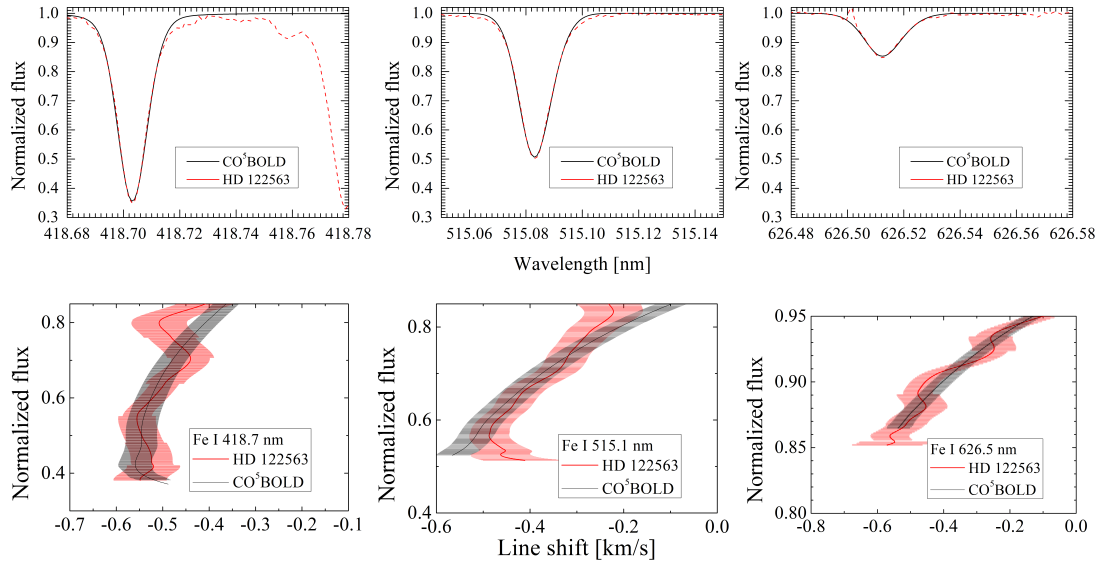 Normalized flux
1.0
0.9
0.8
0.7
0.6
0.5
0.4
0.3
CO⁵BOLD
HD 122563
418.68 418.70 418.72 418.74 418.76 418.78
Normalized flux
1.0
0.9
0.8
0.7
0.6
0.5
0.4
0.3
CO⁵BOLD
HD 122563
515.06 515.08 515.10 515.12 515.14
Normalized flux
1.0
0.9
0.8
0.7
0.6
0.5
0.4
0.3
CO⁵BOLD
HD 122563
626.48 626.50 626.52 626.54 626.56 626.58
Wavelength [nm]
Normalized flux
0.8
0.6
0.4
Fe I 418.7 nm
HD 122563
CO⁵BOLD
-0.7 -0.6 -0.5 -0.4 -0.3 -0.2 -0.1
Normalized flux
0.8
0.6
0.4
Fe I 515.1 nm
HD 122563
CO⁵BOLD
-0.6 -0.4 -0.2 0.0
Normalized flux
0.95
0.90
0.85
0.80
Fe I 626.5 nm
HD 122563
CO⁵BOLD
-0.8 -0.6 -0.4 -0.2 0.0
Line shift [km/s]